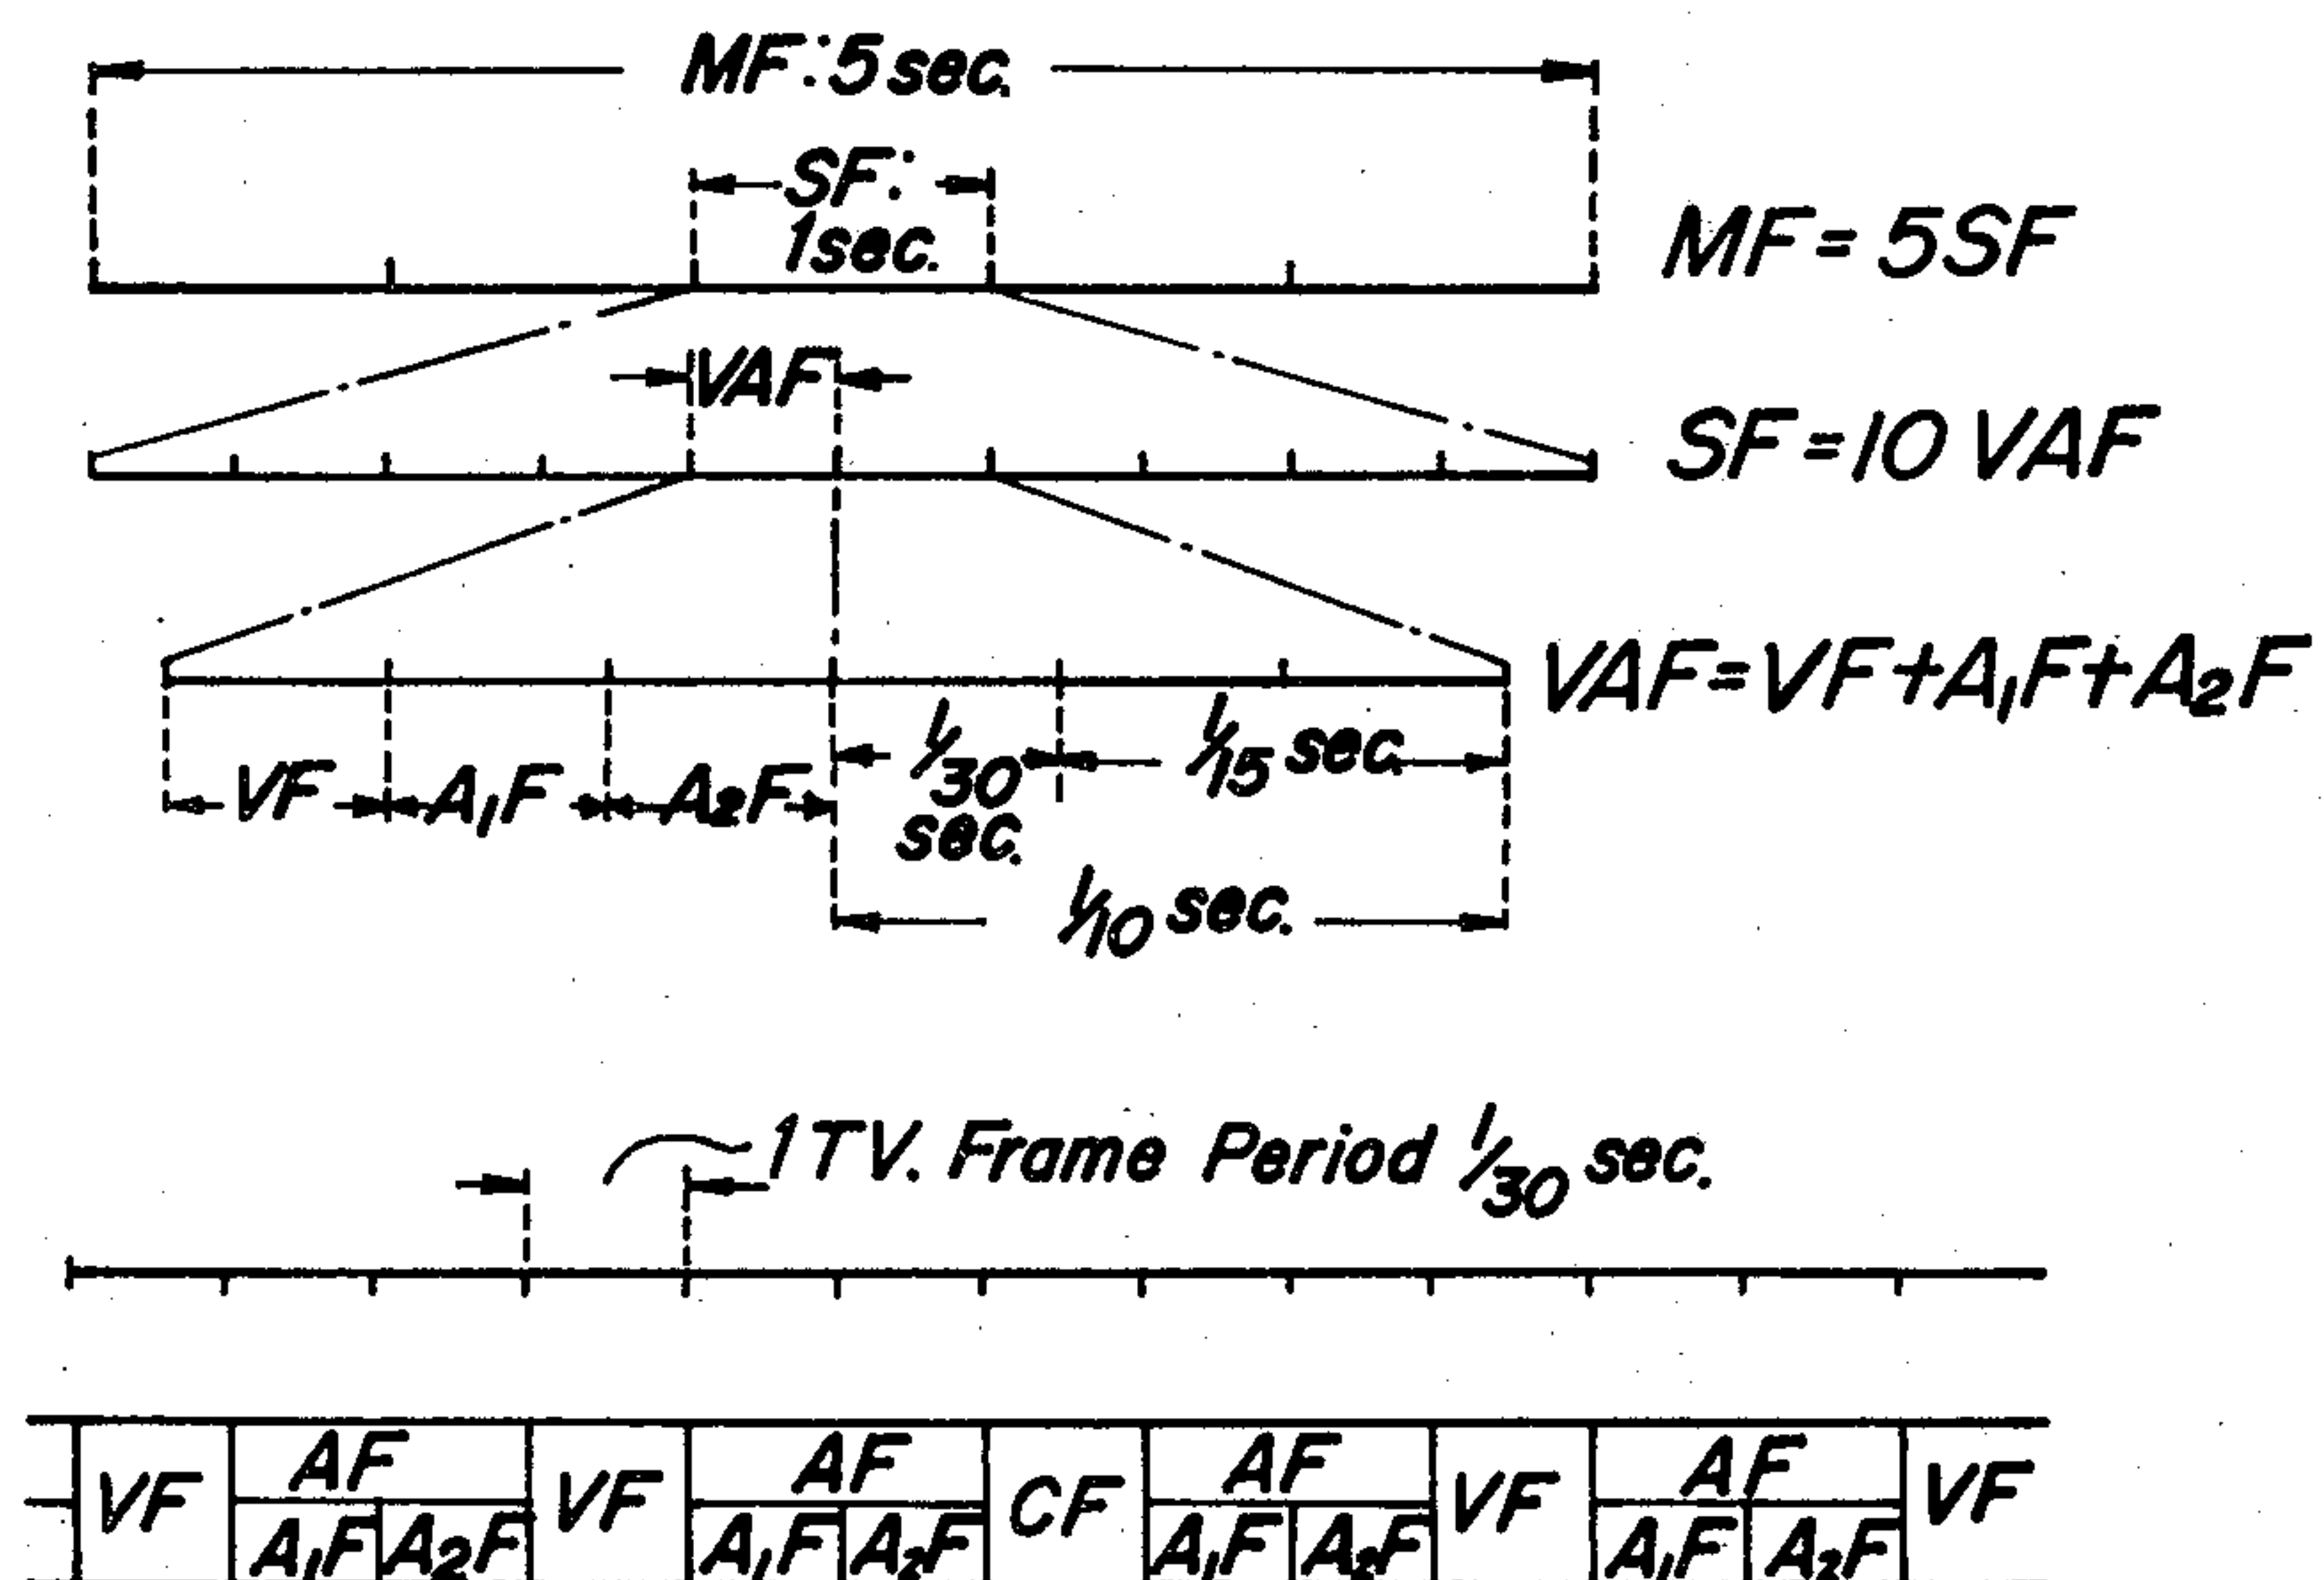 MF: 5 sec.
SF:
1 sec.
MF = 5SF
VAF
SF = 10 VAF
VAF = VF + A1F + A2F
VF A1F A2F 1/30 sec. 1/15 sec.
1/10 sec.
1 TV. Frame Period 1/30 sec.
VF AF VF AF CF AF VF AF VF
A1F A2F A1F A2F A1F A2F A1F A2F